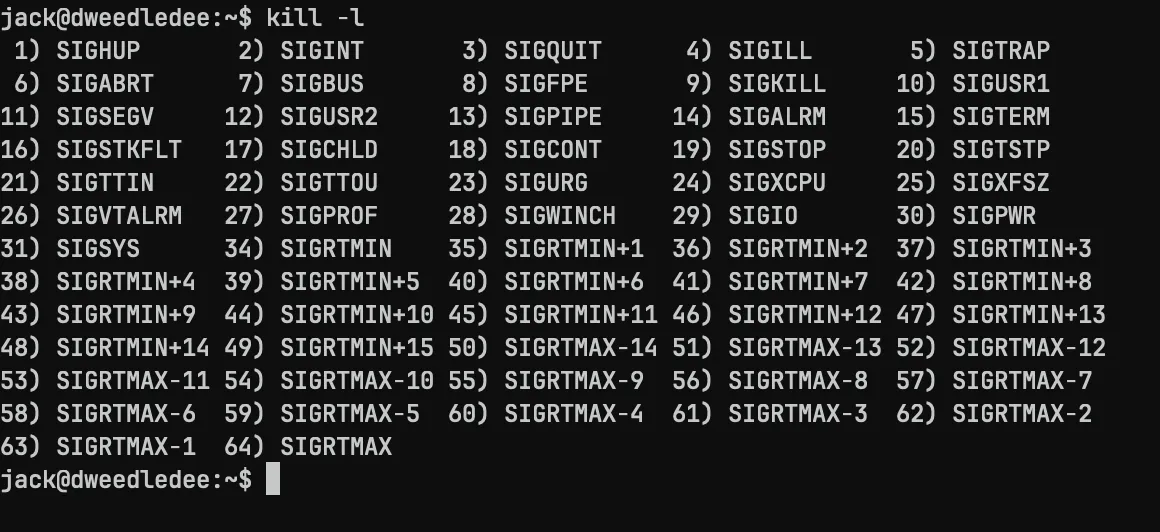 jack@dweedledee:~$ kill -l
 1) SIGHUP       2) SIGINT       3) SIGQUIT      4) SIGILL       5) SIGTRAP
 6) SIGABRT      7) SIGBUS       8) SIGFPE       9) SIGKILL     10) SIGUSR1
11) SIGSEGV     12) SIGUSR2     13) SIGPIPE     14) SIGALRM     15) SIGTERM
16) SIGSTKFLT   17) SIGCHLD     18) SIGCONT     19) SIGSTOP     20) SIGTSTP
21) SIGTTIN     22) SIGTTOU     23) SIGURG      24) SIGXCPU     25) SIGXFSZ
26) SIGVTALRM   27) SIGPROF     28) SIGWINCH    29) SIGIO       30) SIGPWR
31) SIGSYS      34) SIGRTMIN    35) SIGRTMIN+1  36) SIGRTMIN+2  37) SIGRTMIN+3
38) SIGRTMIN+4  39) SIGRTMIN+5  40) SIGRTMIN+6  41) SIGRTMIN+7  42) SIGRTMIN+8
43) SIGRTMIN+9  44) SIGRTMIN+10 45) SIGRTMIN+11 46) SIGRTMIN+12 47) SIGRTMIN+13
48) SIGRTMIN+14 49) SIGRTMIN+15 50) SIGRTMAX-14 51) SIGRTMAX-13 52) SIGRTMAX-12
53) SIGRTMAX-11 54) SIGRTMAX-10 55) SIGRTMAX-9  56) SIGRTMAX-8  57) SIGRTMAX-7
58) SIGRTMAX-6  59) SIGRTMAX-5  60) SIGRTMAX-4  61) SIGRTMAX-3  62) SIGRTMAX-2
63) SIGRTMAX-1  64) SIGRTMAX
jack@dweedledee:~$